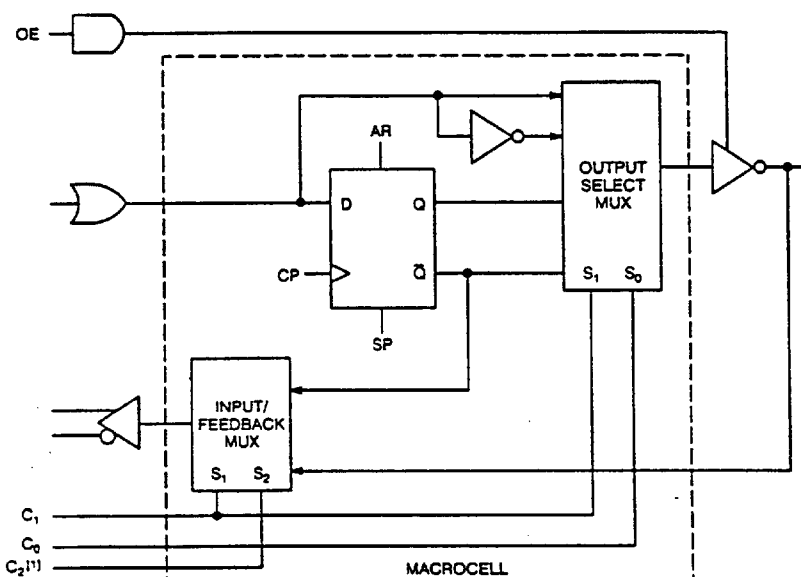 OE
AR
D Q
CP
Q̄
SP
OUTPUT
SELECT
MUX
S₁ S₀
INPUT/
FEEDBACK
MUX
S₁ S₂
C₁
C₀
C₂[1]
MACROCELL